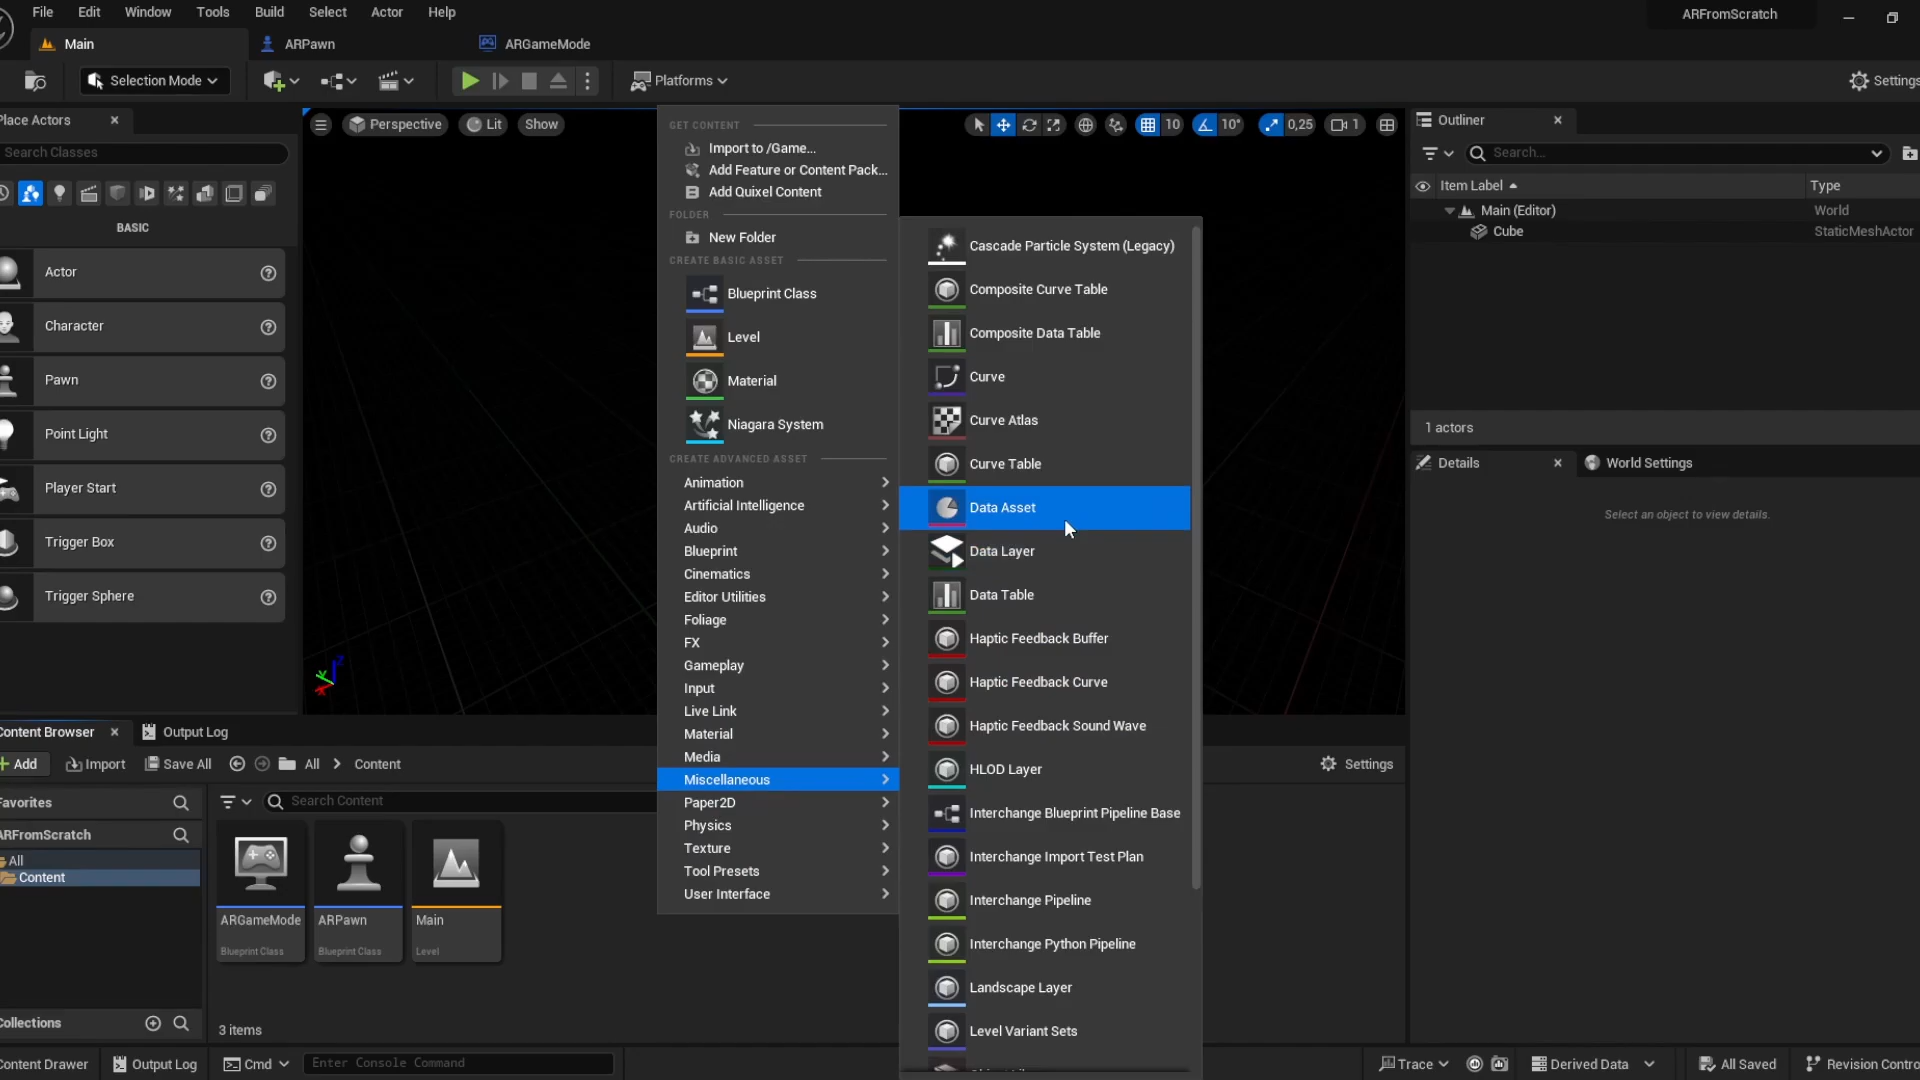 File Edit Window Tools Build Select Actor Help
ARFromScratch
Main
ARPawn
ARGameMode
Selection Mode
Platforms
Settings
Place Actors
Search Classes
BASIC
Actor
Character
Pawn
Point Light
Player Start
Trigger Box
Trigger Sphere
Perspective
Lit
Show
10
10°
0,25
1
GET CONTENT
Import to /Game...
Add Feature or Content Pack...
Add Quixel Content
FOLDER
New Folder
CREATE BASIC ASSET
Blueprint Class
Level
Material
Niagara System
CREATE ADVANCED ASSET
Animation
Artificial Intelligence
Audio
Blueprint
Cinematics
Editor Utilities
Foliage
FX
Gameplay
Input
Live Link
Material
Media
Miscellaneous
Paper2D
Physics
Texture
Tool Presets
User Interface
Cascade Particle System (Legacy)
Composite Curve Table
Composite Data Table
Curve
Curve Atlas
Curve Table
Data Asset
Data Layer
Data Table
Haptic Feedback Buffer
Haptic Feedback Curve
Haptic Feedback Sound Wave
HLOD Layer
Interchange Blueprint Pipeline Base
Interchange Import Test Plan
Interchange Pipeline
Interchange Python Pipeline
Landscape Layer
Level Variant Sets
Outliner
Search...
Item Label
Type
Main (Editor)
World
Cube
StaticMeshActor
1 actors
Details
World Settings
Select an object to view details.
Content Browser
Output Log
Add
Import
Save All
All
Content
Settings
Favorites
Search Content
ARFromScratch
All
Content
ARGameMode
Blueprint Class
ARPawn
Blueprint Class
Main
Level
Collections
3 items
Content Drawer
Output Log
Cmd
Enter Console Command
Trace
Derived Data
All Saved
Revision Contro